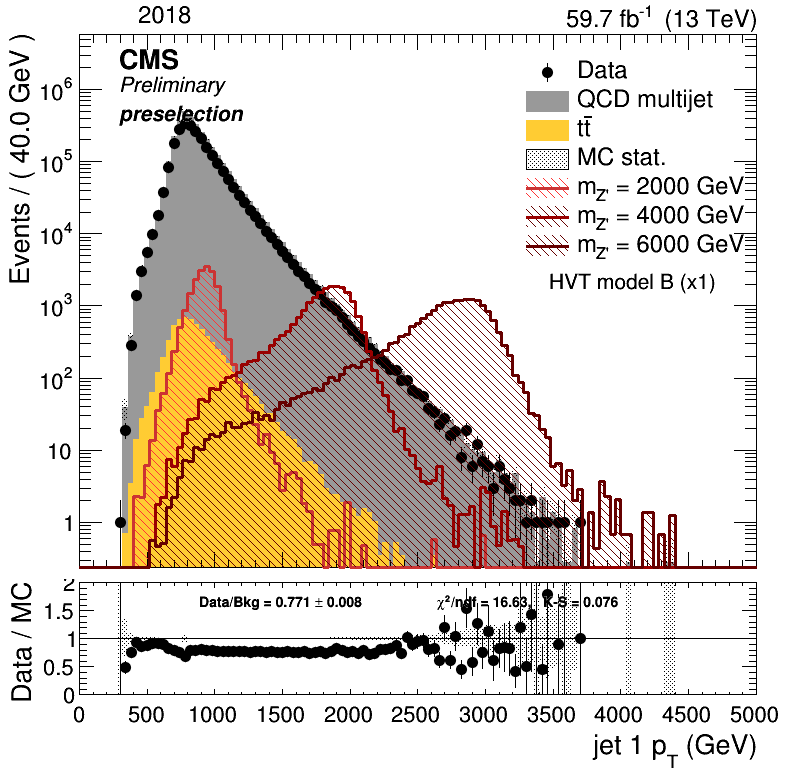 2018
59.7 fb⁻¹ (13 TeV)
Events / ( 40.0 GeV )
CMS
Preliminary
preselection
Data
QCD multijet
tt̄
MC stat.
m_Z' = 2000 GeV
m_Z' = 4000 GeV
m_Z' = 6000 GeV
HVT model B (x1)
10⁶
10⁵
10⁴
10³
10²
10
1
Data / MC
2
1.5
1
0.5
0
Data/Bkg = 0.771 ± 0.008
χ²/ndf = 16.63, K-S = 0.076
0 500 1000 1500 2000 2500 3000 3500 4000 4500 5000
jet 1 p_T (GeV)